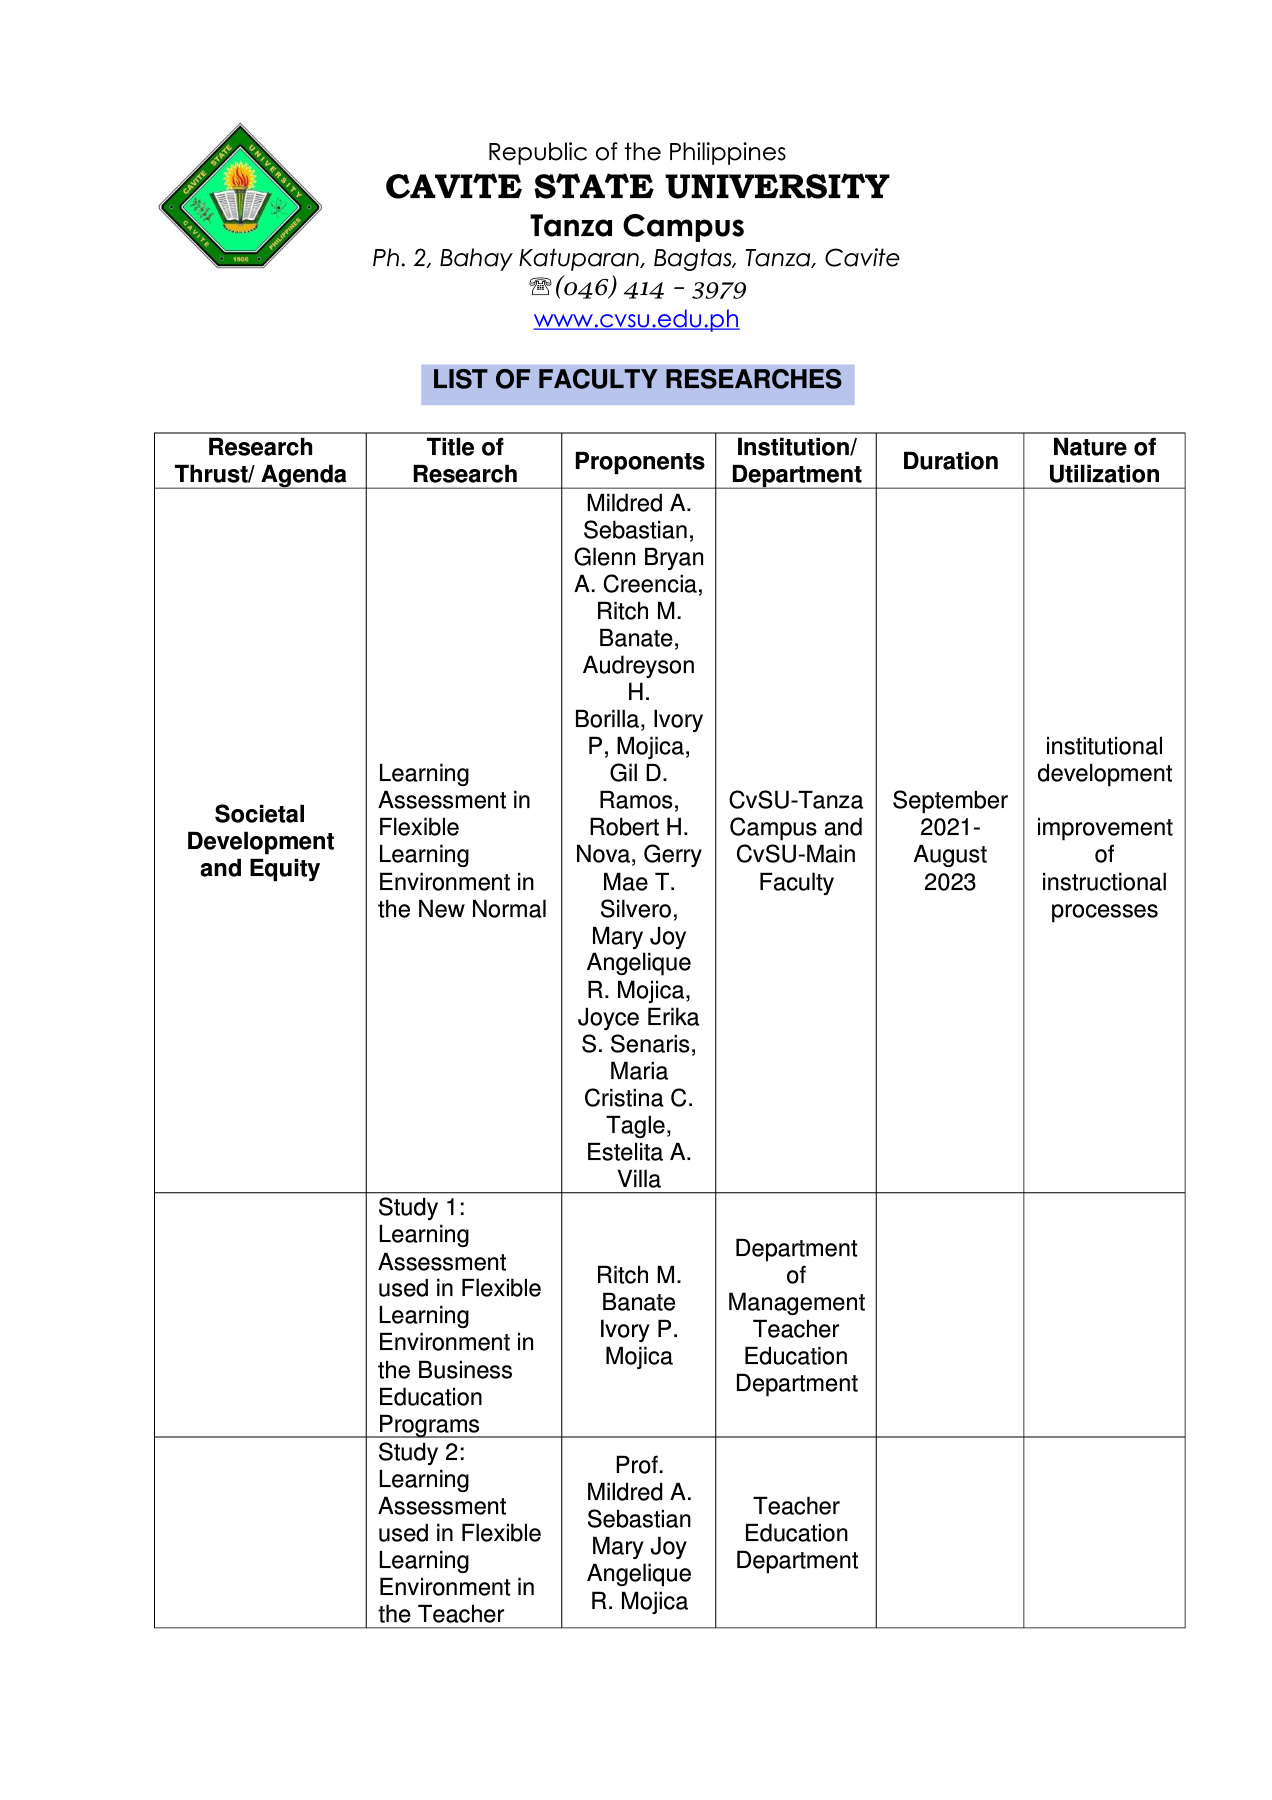 CAVITE STATE UNIVERSITY
CAVITE
PHILIPPINES
1906
Republic of the Philippines
CAVITE STATE UNIVERSITY
Tanza Campus
Ph. 2, Bahay Katuparan, Bagtas, Tanza, Cavite
☏(046) 414 – 3979
www.cvsu.edu.ph
LIST OF FACULTY RESEARCHES
Research
Thrust/ Agenda
Title of
Research
Proponents
Institution/
Department
Duration
Nature of
Utilization
Societal
Development
and Equity
Learning
Assessment in
Flexible
Learning
Environment in
the New Normal
Mildred A.
Sebastian,
Glenn Bryan
A. Creencia,
Ritch M.
Banate,
Audreyson
H.
Borilla, Ivory
P, Mojica,
Gil D.
Ramos,
Robert H.
Nova, Gerry
Mae T.
Silvero,
Mary Joy
Angelique
R. Mojica,
Joyce Erika
S. Senaris,
Maria
Cristina C.
Tagle,
Estelita A.
Villa
CvSU-Tanza
Campus and
CvSU-Main
Faculty
September
2021-
August
2023
institutional
development
improvement
of
instructional
processes
Study 1:
Learning
Assessment
used in Flexible
Learning
Environment in
the Business
Education
Programs
Ritch M.
Banate
Ivory P.
Mojica
Department
of
Management
Teacher
Education
Department
Study 2:
Learning
Assessment
used in Flexible
Learning
Environment in
the Teacher
Prof.
Mildred A.
Sebastian
Mary Joy
Angelique
R. Mojica
Teacher
Education
Department